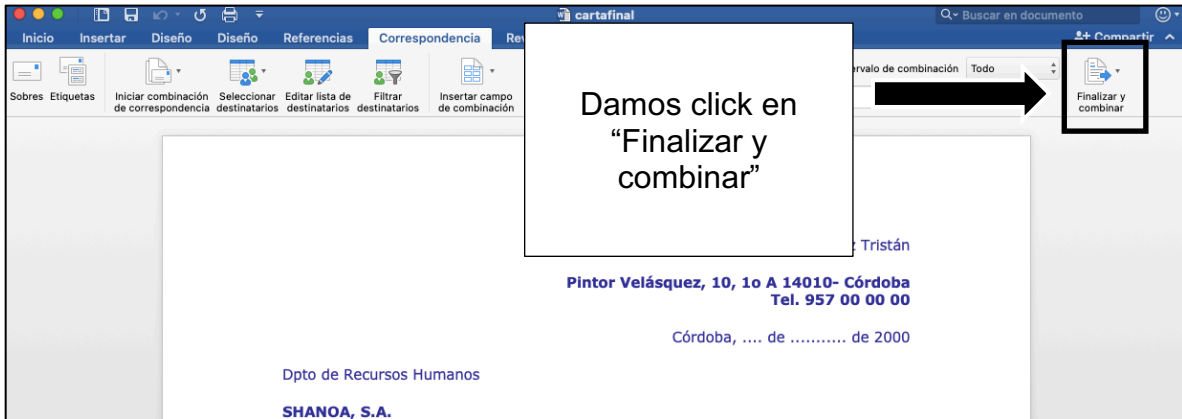 cartafinal
Buscar en documento
Inicio Insertar Diseño Diseño Referencias Correspondencia
Compartir
Sobres Etiquetas
Iniciar combinación
de correspondencia
Seleccionar
destinatarios
Editar lista de
destinatarios
Filtrar
destinatarios
Insertar campo
de combinación
Damos click en
“Finalizar y
combinar”
de combinación Todo
Finalizar y
combinar
Tristán
Pintor Velásquez, 10, 1o A 14010- Córdoba
Tel. 957 00 00 00
Córdoba, .... de ........... de 2000
Dpto de Recursos Humanos
SHANOA, S.A.